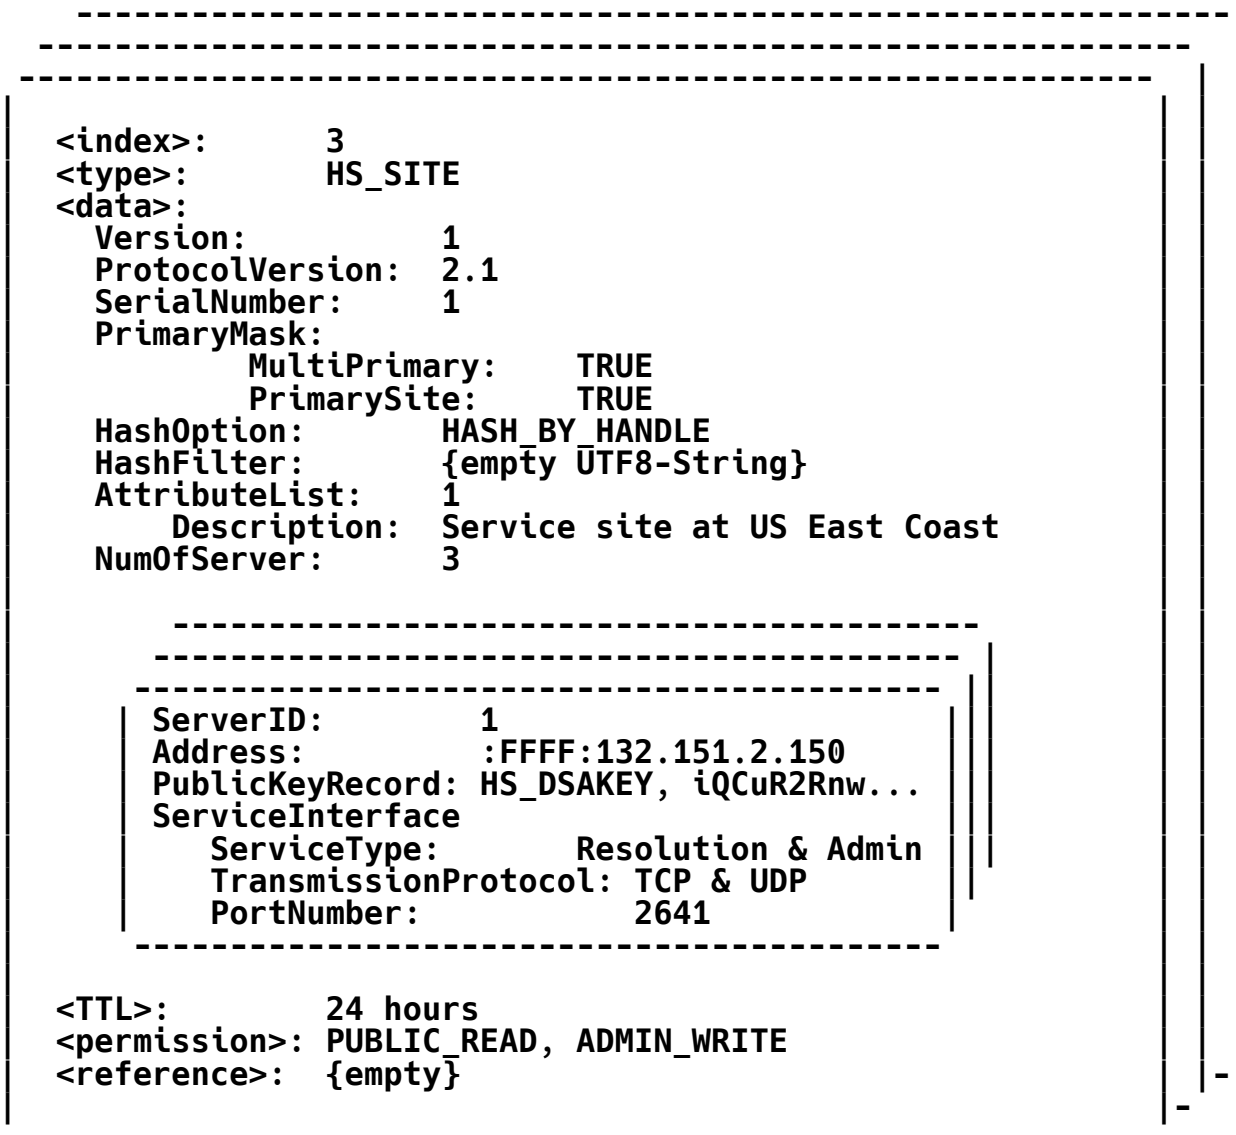 <index>: 3
<type>: HS_SITE
<data>:
Version: 1
ProtocolVersion: 2.1
SerialNumber: 1
PrimaryMask:
MultiPrimary: TRUE
PrimarySite: TRUE
HashOption: HASH_BY_HANDLE
HashFilter: {empty UTF8-String}
AttributeList: 1
Description: Service site at US East Coast
NumOfServer: 3
ServerID: 1
Address: :FFFF:132.151.2.150
PublicKeyRecord: HS_DSAKEY, iQCuR2Rnw...
ServiceInterface
ServiceType: Resolution & Admin
TransmissionProtocol: TCP & UDP
PortNumber: 2641
<TTL>: 24 hours
<permission>: PUBLIC_READ, ADMIN_WRITE
<reference>: {empty}